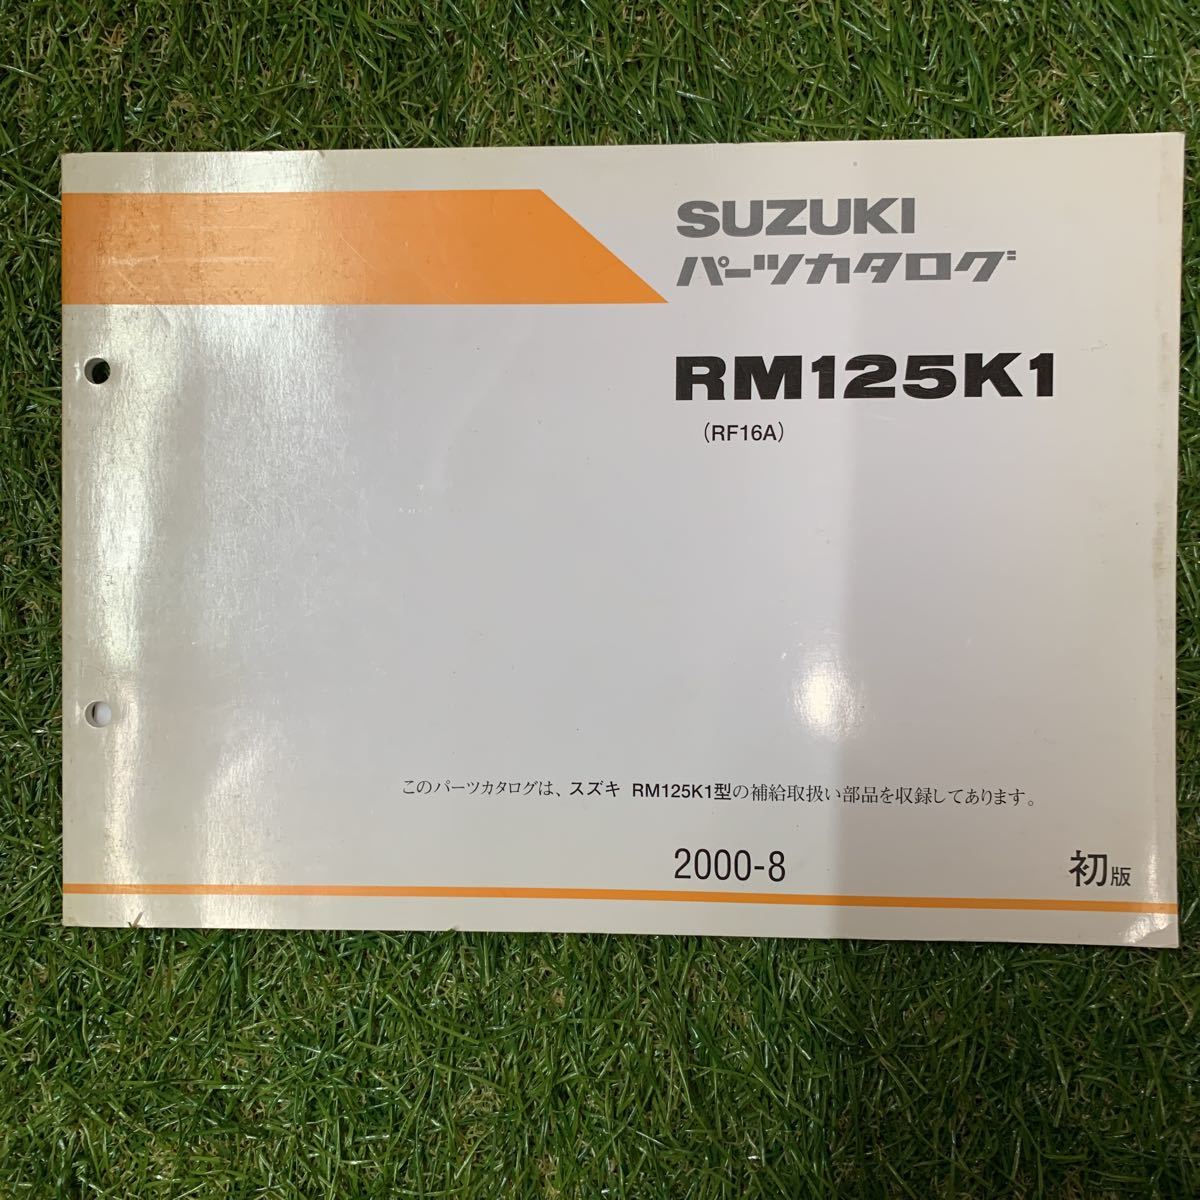 SUZUKI
パーツカタログ
RM125K1
（RF16A）
このパーツカタログは、スズキ RM125K1型の補給取扱い部品を収録してあります。
2000-8
初版